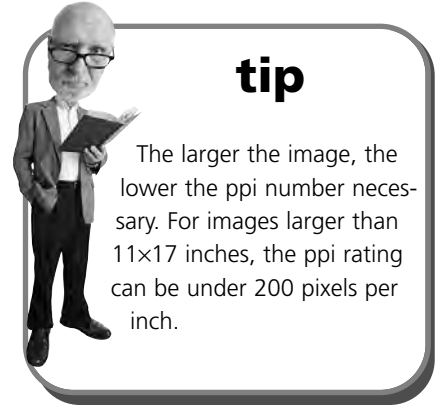 tip
The larger the image, the
lower the ppi number neces-
sary. For images larger than
11×17 inches, the ppi rating
can be under 200 pixels per
inch.